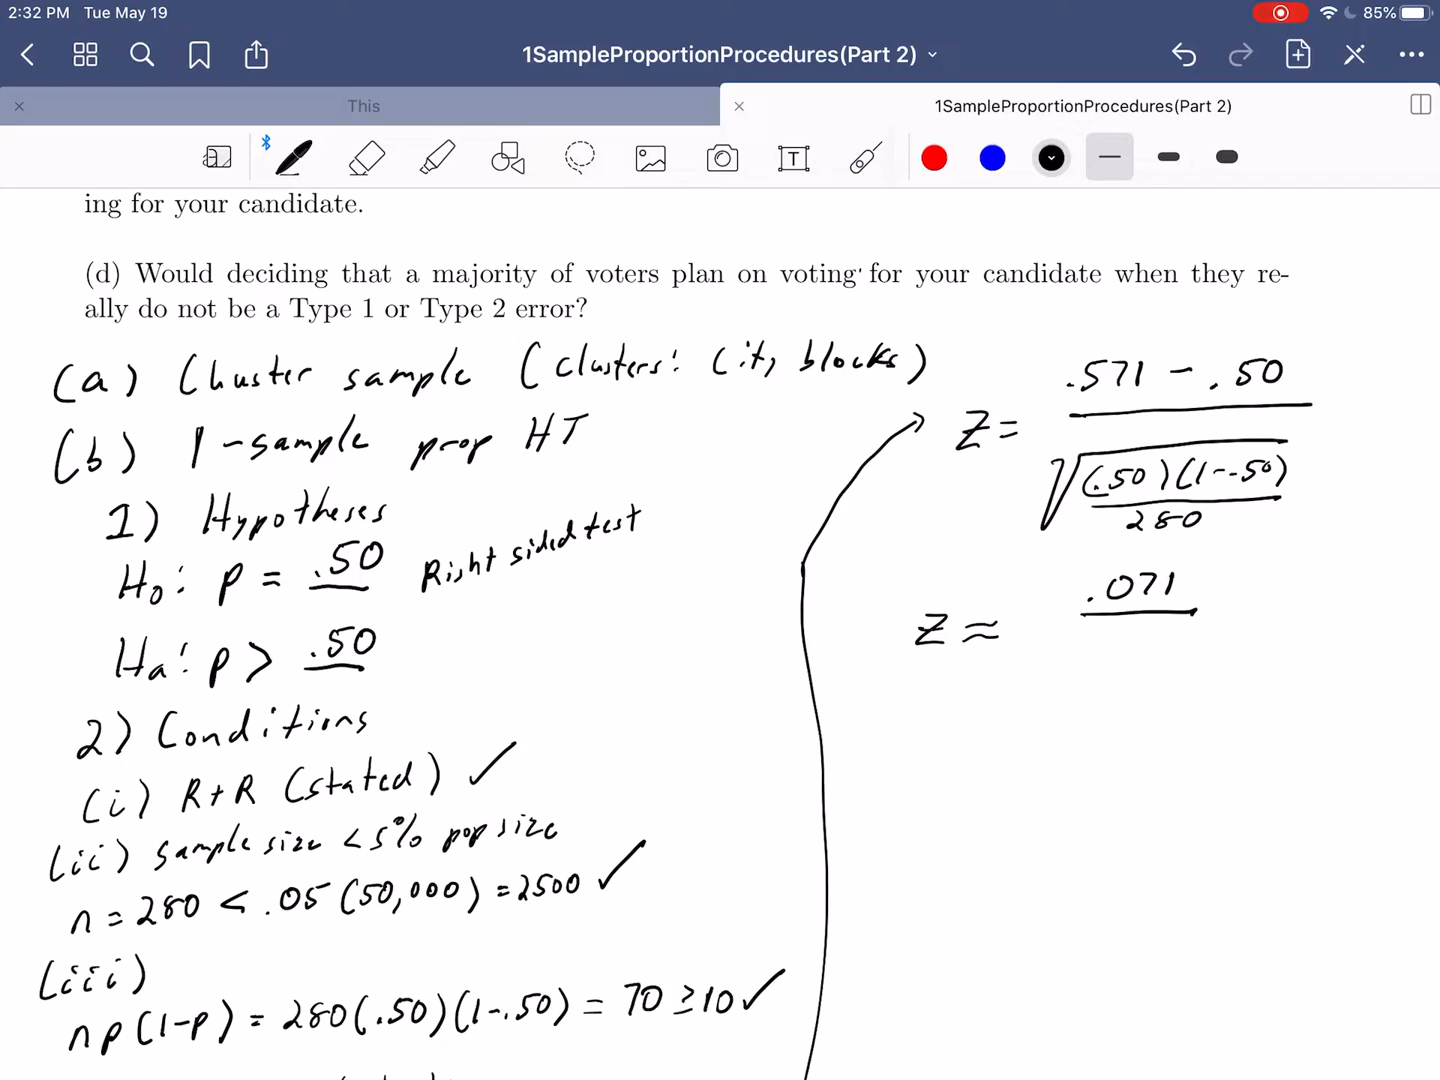 2:32 PM Tue May 19
85%
1SampleProportionProcedures(Part 2)
This
1SampleProportionProcedures(Part 2)
T
ing for your candidate.
(d) Would deciding that a majority of voters plan on voting for your candidate when they re-
ally do not be a Type 1 or Type 2 error?
(a) Cluster sample (clusters: city blocks)
(b) 1-sample prop HT
1) Hypotheses
H₀: p = .50 Right sided test
Hₐ: p > .50
2) Conditions
(i) R+R (stated) ✓
(ii) sample size < 5% pop size
n = 280 < .05 (50,000) = 2500 ✓
(iii)
np(1-p) = 280(.50)(1-.50) = 70 ≥ 10 ✓
.571 - .50
Z =
√(.50)(1-.50)
280
.071
Z ≈